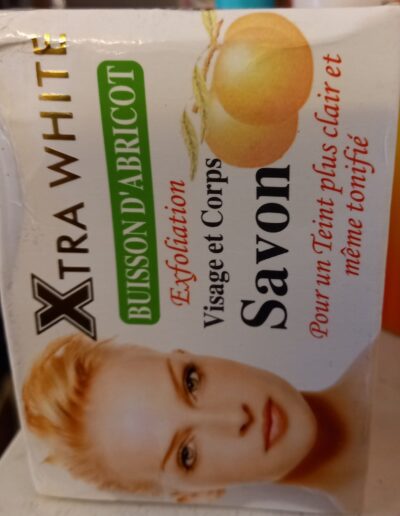 XTRA WHITE
BUISSON D'ABRICOT
Exfoliation
Visage et Corps
Savon
Pour un Teint plus clair et
même tonifié